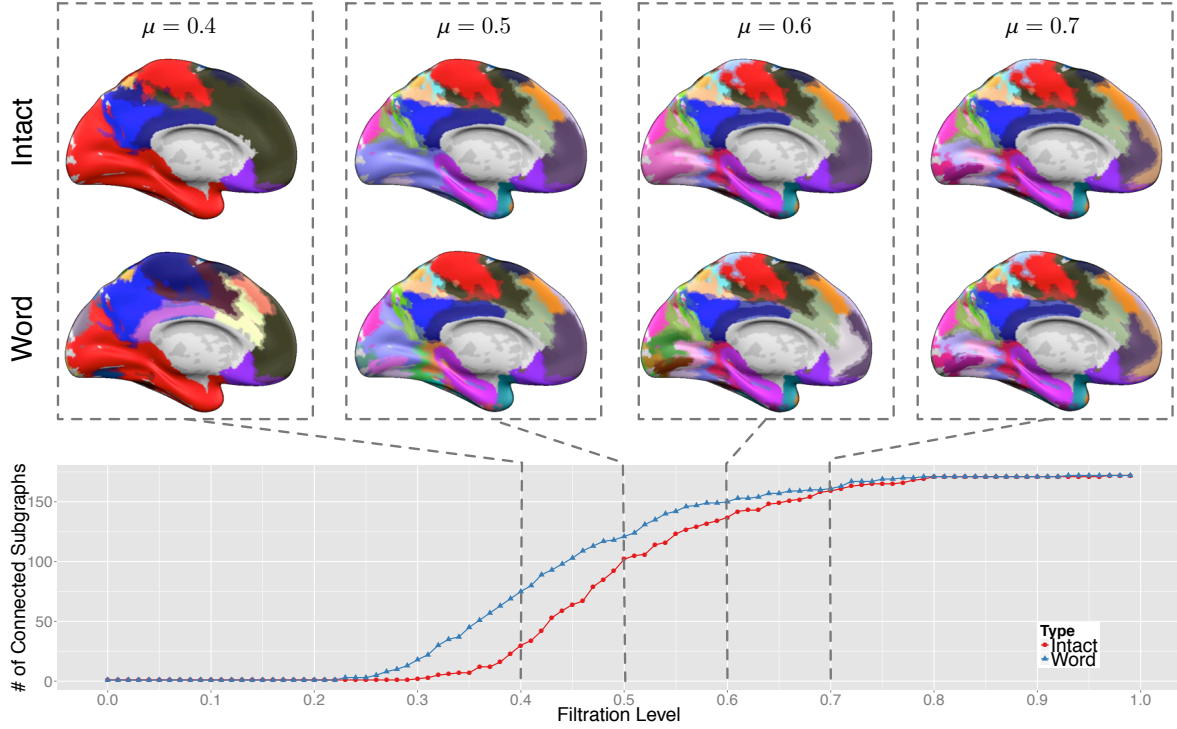 μ = 0.4
μ = 0.5
μ = 0.6
μ = 0.7
Intact
Word
# of Connected Subgraphs
150
100
50
0
Type
Intact
Word
0.0 0.1 0.2 0.3 0.4 0.5 0.6 0.7 0.8 0.9 1.0
Filtration Level